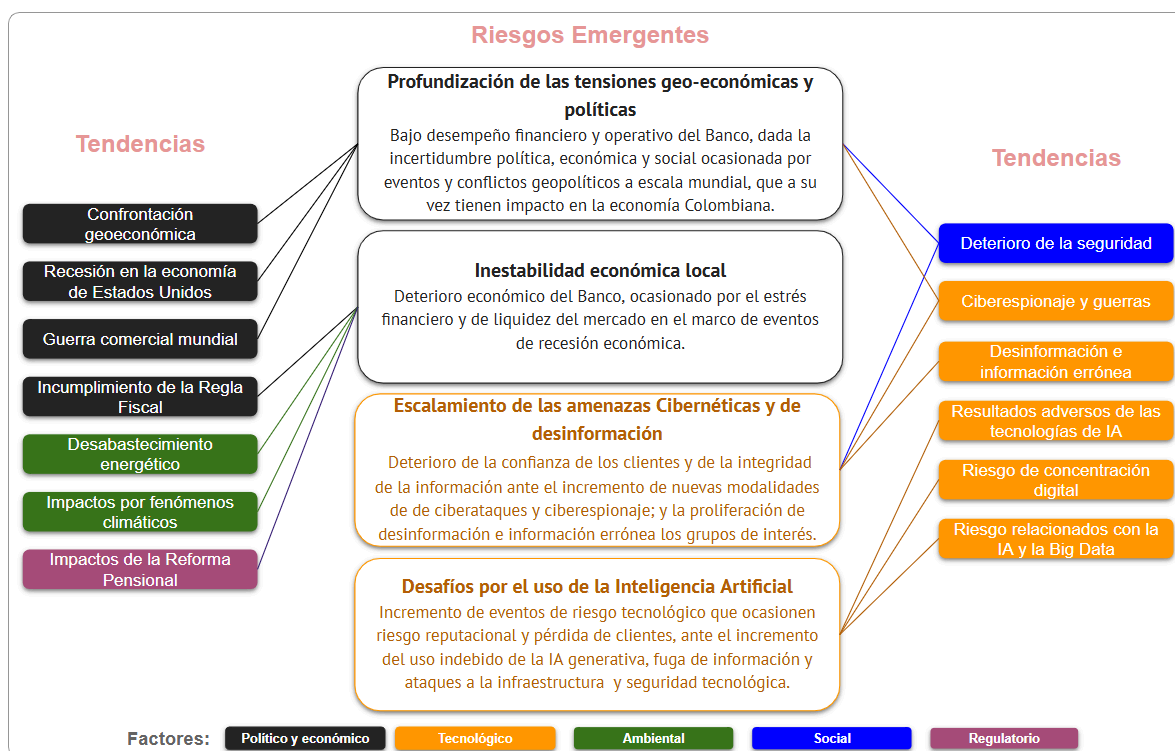 Riesgos Emergentes
Tendencias
Confrontación
geoeconómica
Recesión en la economía
de Estados Unidos
Guerra comercial mundial
Incumplimiento de la Regla
Fiscal
Desabastecimiento
energético
Impactos por fenómenos
climáticos
Impactos de la Reforma
Pensional
Profundización de las tensiones geo-económicas y
políticas
Bajo desempeño financiero y operativo del Banco, dada la
incertidumbre política, económica y social ocasionada por
eventos y conflictos geopolíticos a escala mundial, que a su
vez tienen impacto en la economía Colombiana.
Inestabilidad económica local
Deterioro económico del Banco, ocasionado por el estrés
financiero y de liquidez del mercado en el marco de eventos
de recesión económica.
Escalamiento de las amenazas Cibernéticas y de
desinformación
Deterioro de la confianza de los clientes y de la integridad
de la información ante el incremento de nuevas modalidades
de de ciberataques y ciberespionaje; y la proliferación de
desinformación e información errónea los grupos de interés.
Desafíos por el uso de la Inteligencia Artificial
Incremento de eventos de riesgo tecnológico que ocasionen
riesgo reputacional y pérdida de clientes, ante el incremento
del uso indebido de la IA generativa, fuga de información y
ataques a la infraestructura y seguridad tecnológica.
Tendencias
Deterioro de la seguridad
Ciberespionaje y guerras
Desinformación e
información errónea
Resultados adversos de las
tecnologías de IA
Riesgo de concentración
digital
Riesgo relacionados con la
IA y la Big Data
Factores:
Político y económico
Tecnológico
Ambiental
Social
Regulatorio